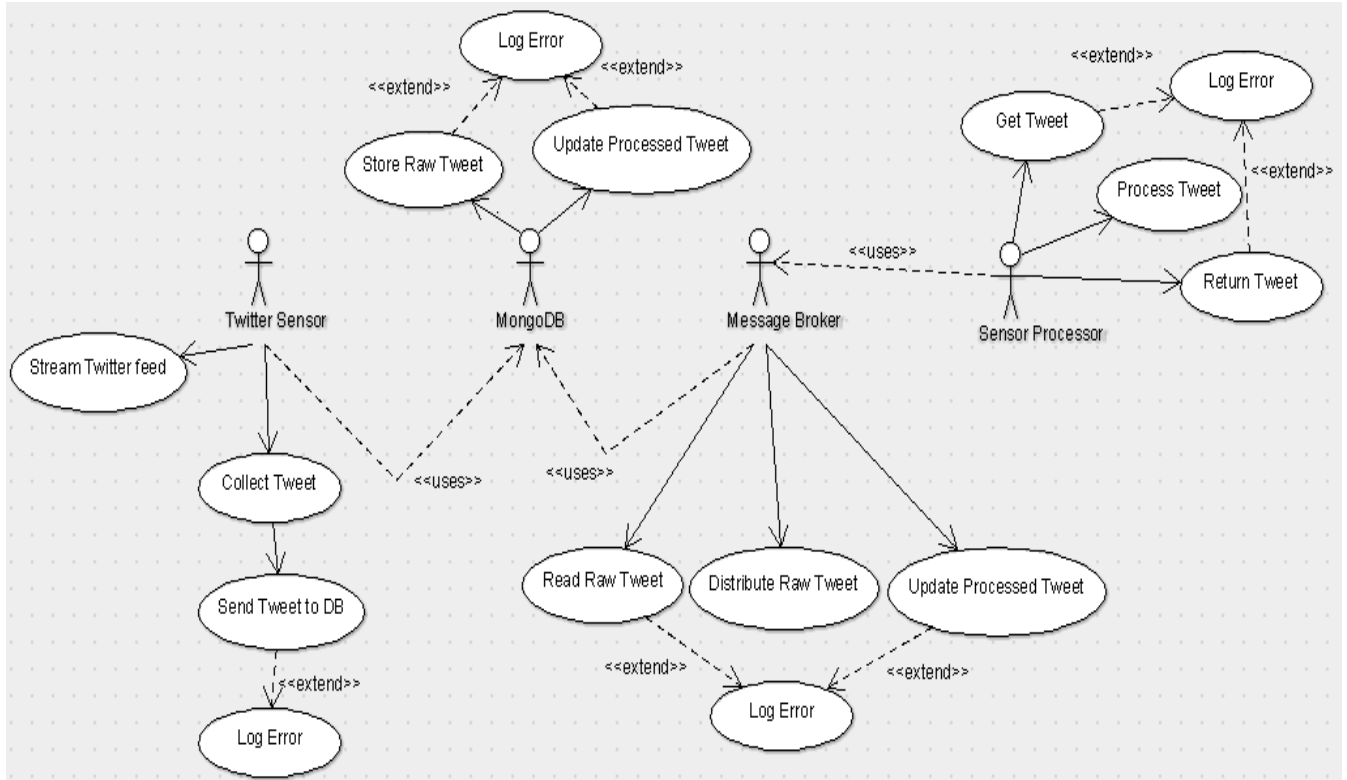 Log Error
<<extend>>
<<extend>>
Store Raw Tweet
Update Processed Tweet
MongoDB
<<extend>>
Log Error
Get Tweet
Process Tweet
<<extend>>
Return Tweet
<<uses>>
Sensor Processor
Message Broker
Twitter Sensor
Stream Twitter feed
Collect Tweet
<<uses>>
<<uses>>
Send Tweet to DB
<<extend>>
Log Error
Read Raw Tweet
Distribute Raw Tweet
Update Processed Tweet
<<extend>>
<<extend>>
Log Error